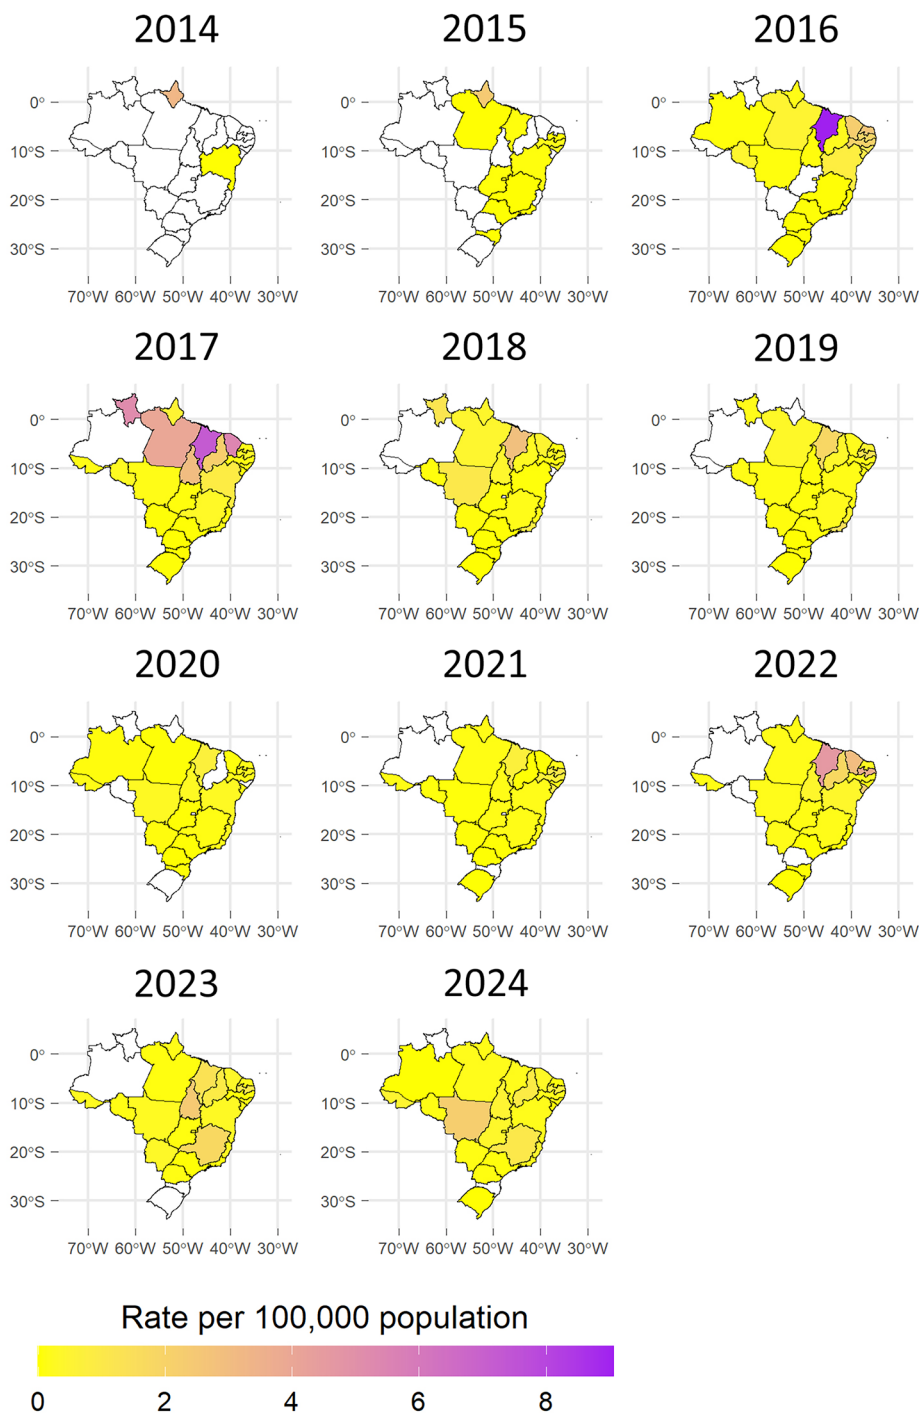 2014 2015 2016
0° 0° 0°
10°S 10°S 10°S
20°S 20°S 20°S
30°S 30°S 30°S
70°W 60°W 50°W 40°W 30°W 70°W 60°W 50°W 40°W 30°W 70°W 60°W 50°W 40°W 30°W
2017 2018 2019
0° 0° 0°
10°S 10°S 10°S
20°S 20°S 20°S
30°S 30°S 30°S
70°W 60°W 50°W 40°W 30°W 70°W 60°W 50°W 40°W 30°W 70°W 60°W 50°W 40°W 30°W
2020 2021 2022
0° 0° 0°
10°S 10°S 10°S
20°S 20°S 20°S
30°S 30°S 30°S
70°W 60°W 50°W 40°W 30°W 70°W 60°W 50°W 40°W 30°W 70°W 60°W 50°W 40°W 30°W
2023 2024
0° 0°
10°S 10°S
20°S 20°S
30°S 30°S
70°W 60°W 50°W 40°W 30°W 70°W 60°W 50°W 40°W 30°W
Rate per 100,000 population
0 2 4 6 8